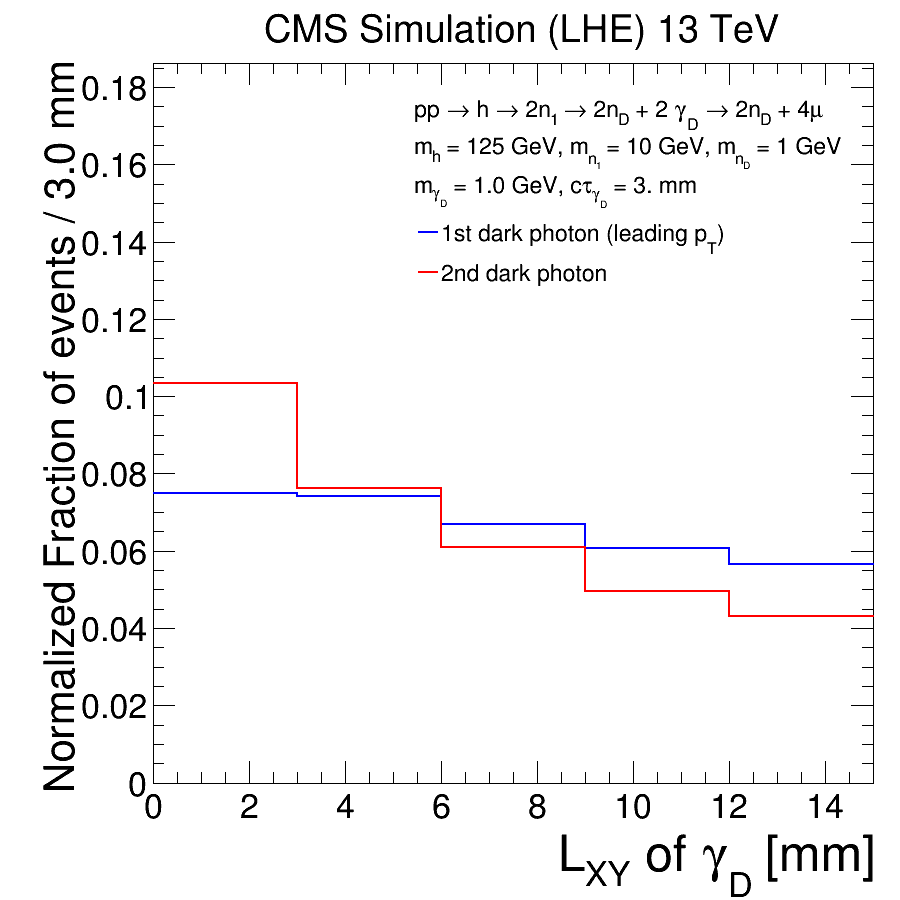 CMS Simulation (LHE) 13 TeV
pp → h → 2n1 → 2nD + 2 γD → 2nD + 4μ
mh = 125 GeV, mn1 = 10 GeV, mnD = 1 GeV
mγD = 1.0 GeV, cτγD = 3. mm
1st dark photon (leading pT)
2nd dark photon
Normalized Fraction of events / 3.0 mm
0.18
0.16
0.14
0.12
0.1
0.08
0.06
0.04
0.02
0
0 2 4 6 8 10 12 14
LXY of γD [mm]